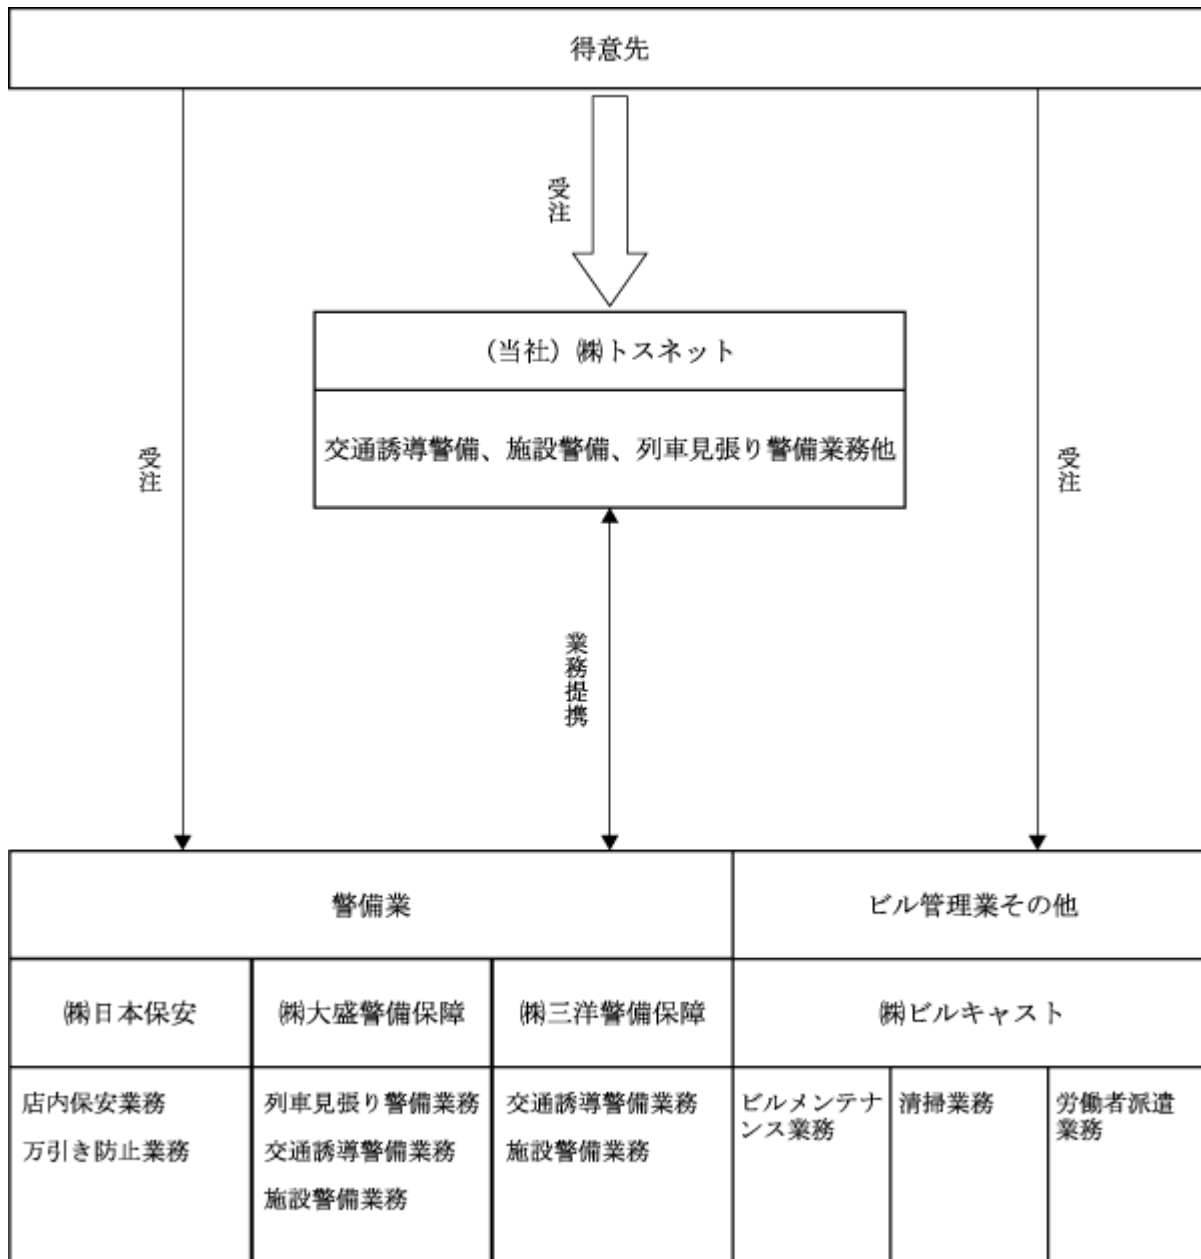 得意先
受注
(当社) ㈱トスネット
交通誘導警備、施設警備、列車見張り警備業務他
受注
受注
業務提携
警備業
ビル管理業その他
㈱日本保安
㈱大盛警備保障
㈱三洋警備保障
㈱ビルキャスト
店内保安業務
万引き防止業務
列車見張り警備業務
交通誘導警備業務
施設警備業務
交通誘導警備業務
施設警備業務
ビルメンテナ
ンス業務
清掃業務
労働者派遣
業務